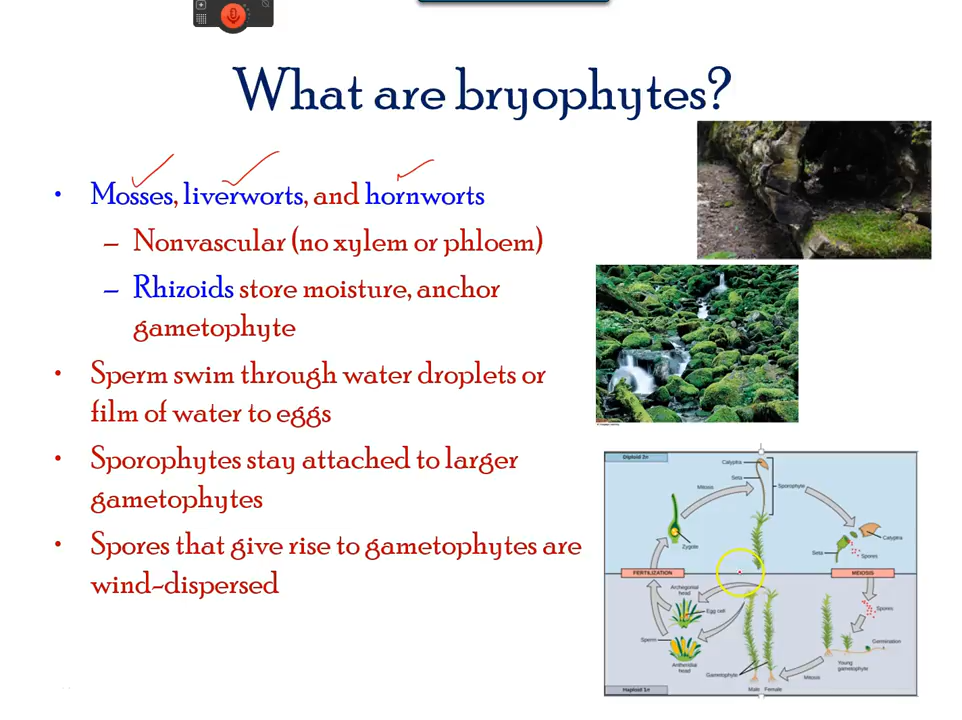 What are bryophytes?
• Mosses, liverworts, and hornworts
– Nonvascular (no xylem or phloem)
– Rhizoids store moisture, anchor
gametophyte
• Sperm swim through water droplets or
film of water to eggs
• Sporophytes stay attached to larger
gametophytes
• Spores that give rise to gametophytes are
wind-dispersed
Diploid 2n
Calyptra
Seta
Mitosis
Sporophyte
Zygote
Calyptra
Seta
Spores
FERTILIZATION
MEIOSIS
Archegonial
head
Egg cell
Spores
Sperm
Germination
Antheridial
head
Young
gametophyte
Gametophyte
Mitosis
Haploid 1n
Male Female